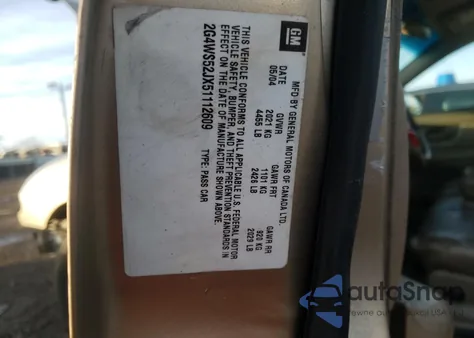 GM
MFD BY GENERAL MOTORS OF CANADA LTD.
DATE GVWR GAWR FRT GAWR RR
05/04 2021 KG 1101 KG 920 KG
4455 LB 2426 LB 2029 LB
THIS VEHICLE CONFORMS TO ALL APPLICABLE U.S. FEDERAL MOTOR
VEHICLE SAFETY, BUMPER, AND THEFT PREVENTION STANDARDS IN
EFFECT ON THE DATE OF MANUFACTURE SHOWN ABOVE.
2G4WS52JX51112609 TYPE: PASS CAR
autoSnap